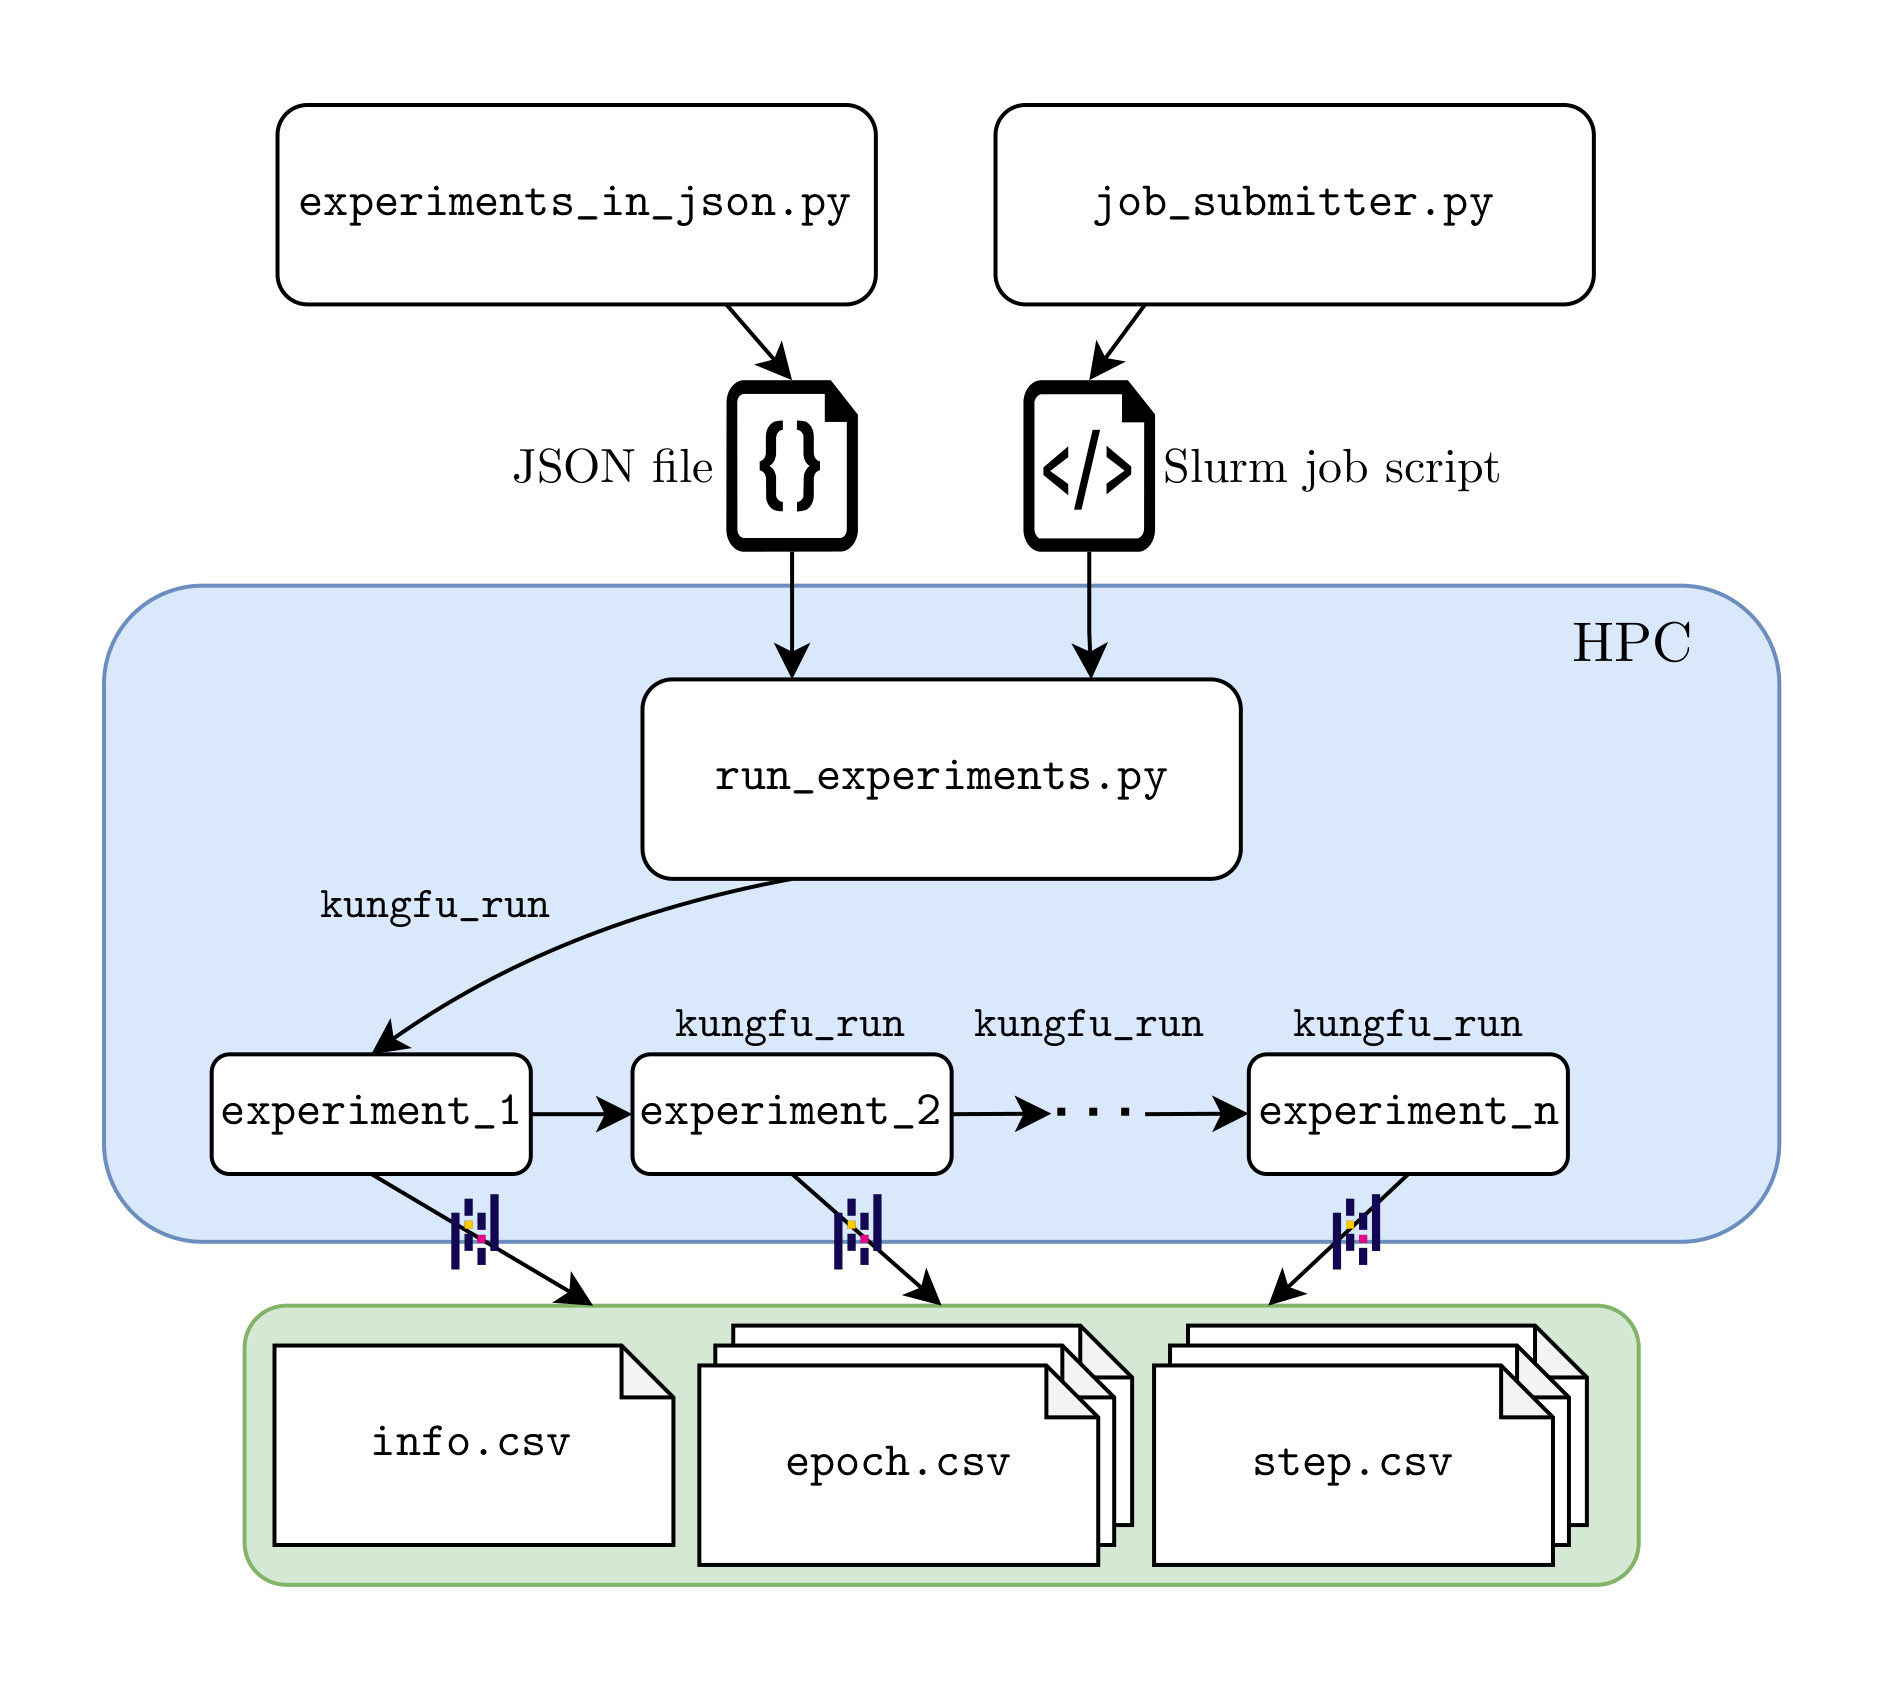 experiments_in_json.py
job_submitter.py
{}
</>
JSON file
Slurm job script
HPC
run_experiments.py
kungfu_run
kungfu_run
kungfu_run
kungfu_run
experiment_1
experiment_2
...
experiment_n
info.csv
epoch.csv
step.csv